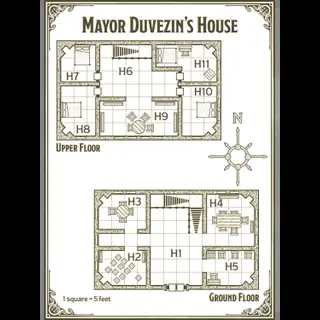 Mayor Duvezin's House
H7
H6
H11
H10
H8
H9
Upper Floor
N
H3
H4
H1
H2
H5
1 square = 5 feet
Ground Floor